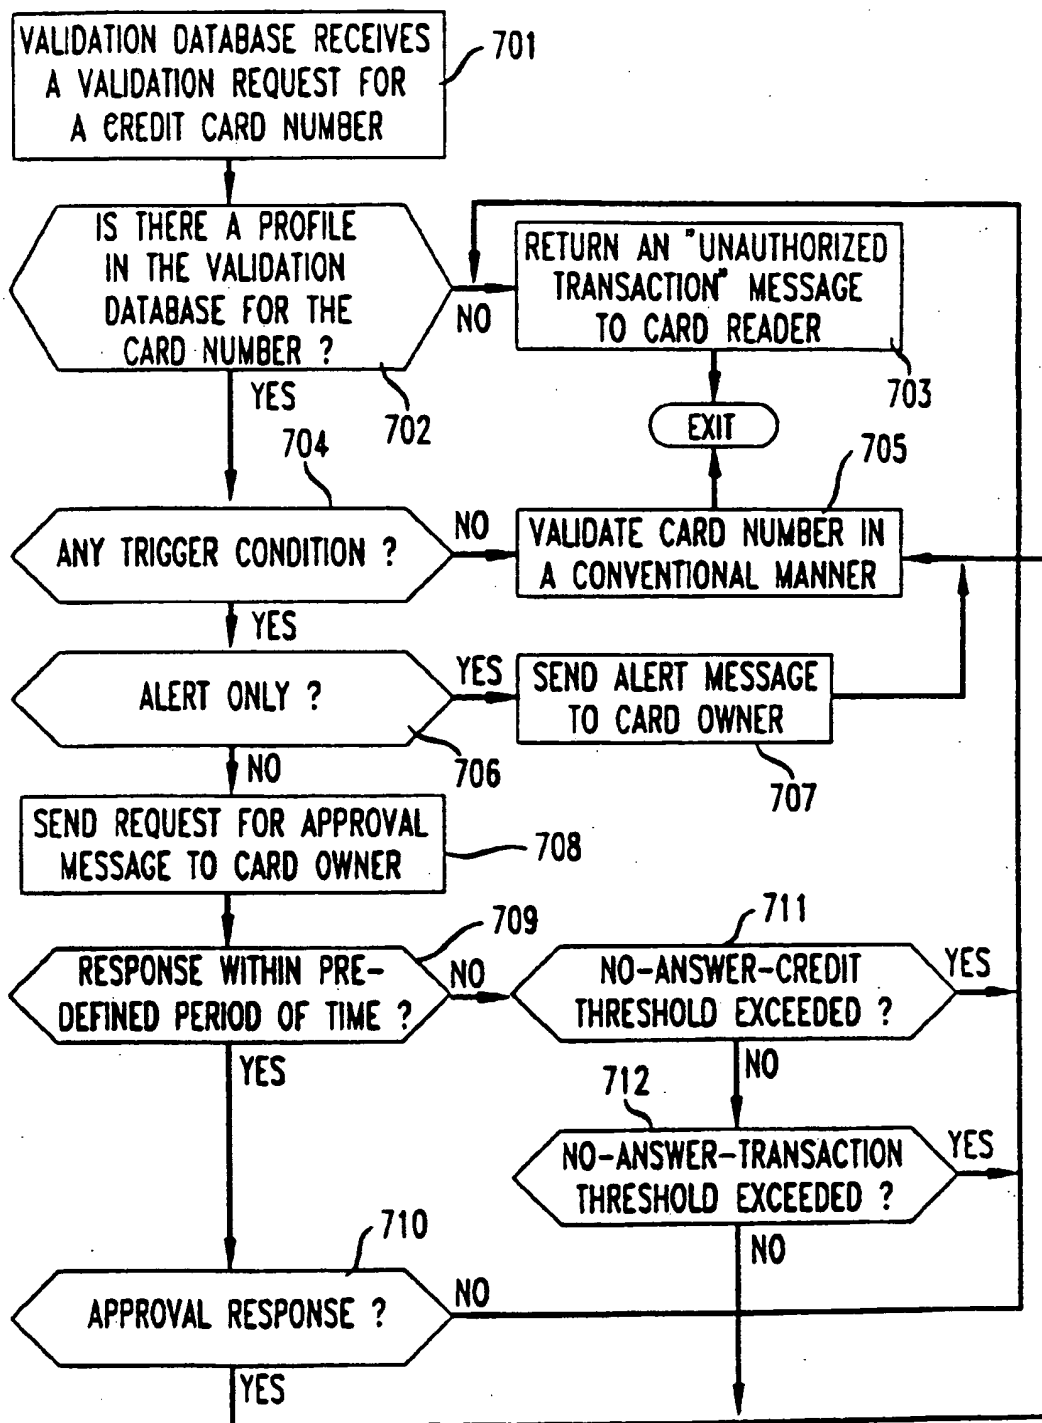 VALIDATION DATABASE RECEIVES
A VALIDATION REQUEST FOR
A CREDIT CARD NUMBER
701
IS THERE A PROFILE
IN THE VALIDATION
DATABASE FOR THE
CARD NUMBER ?
702
NO
YES
RETURN AN "UNAUTHORIZED
TRANSACTION" MESSAGE
TO CARD READER
703
EXIT
704
ANY TRIGGER CONDITION ?
NO
YES
705
VALIDATE CARD NUMBER IN
A CONVENTIONAL MANNER
ALERT ONLY ?
706
YES
NO
SEND ALERT MESSAGE
TO CARD OWNER
707
SEND REQUEST FOR APPROVAL
MESSAGE TO CARD OWNER
708
709
RESPONSE WITHIN PRE-
DEFINED PERIOD OF TIME ?
NO
YES
711
NO-ANSWER-CREDIT
THRESHOLD EXCEEDED ?
YES
NO
712
NO-ANSWER-TRANSACTION
THRESHOLD EXCEEDED ?
YES
NO
710
APPROVAL RESPONSE ?
NO
YES